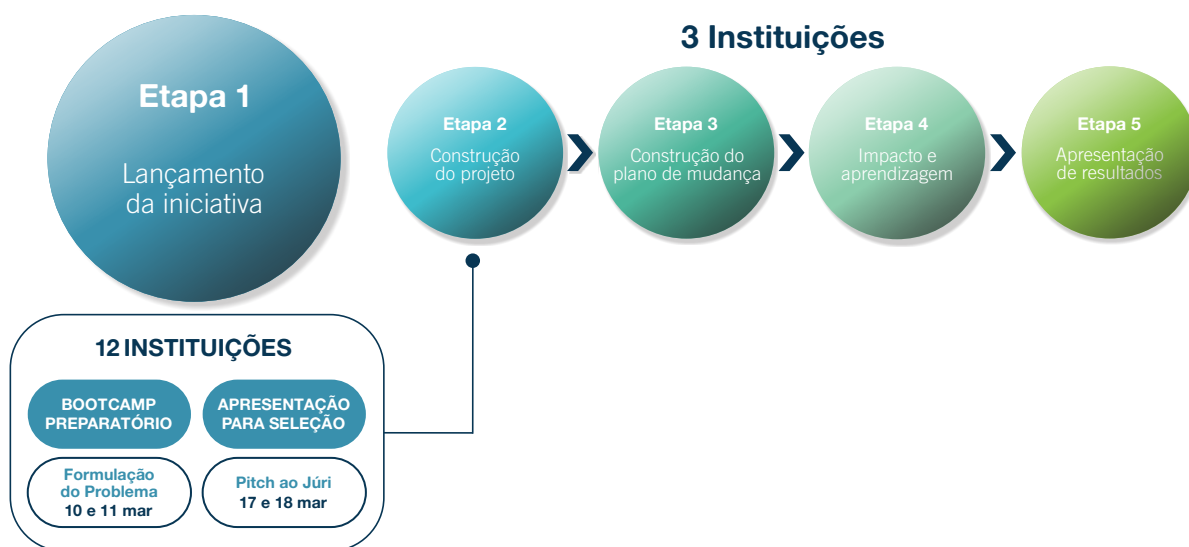 3 Instituições
Etapa 1
Lançamento
da iniciativa
Etapa 2
Construção
do projeto
Etapa 3
Construção do
plano de mudança
Etapa 4
Impacto e
aprendizagem
Etapa 5
Apresentação
de resultados
12 INSTITUIÇÕES
BOOTCAMP
PREPARATÓRIO
APRESENTAÇÃO
PARA SELEÇÃO
Formulação
do Problema
10 e 11 mar
Pitch ao Júri
17 e 18 mar